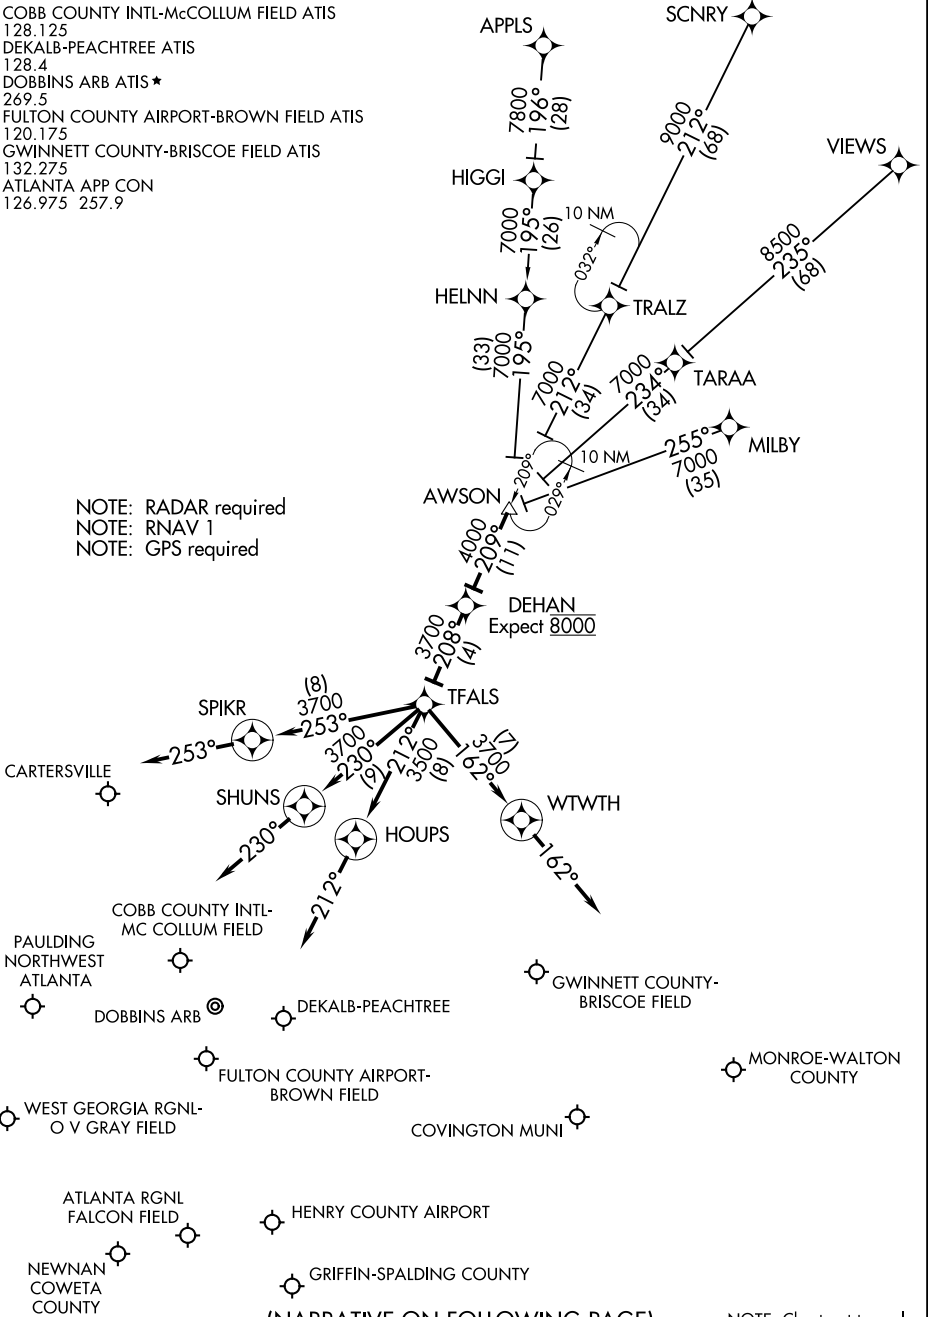 COBB COUNTY INTL-McCOLLUM FIELD ATIS
128.125
DEKALB-PEACHTREE ATIS
128.4
DOBBINS ARB ATIS★
269.5
FULTON COUNTY AIRPORT-BROWN FIELD ATIS
120.175
GWINNETT COUNTY-BRISCOE FIELD ATIS
132.275
ATLANTA APP CON
126.975 257.9
APPLS
SCNRY
7800
196°
(28)
9000
212°
(68)
VIEWS
HIGGI
10 NM
032°
7000
195°
(26)
8500
235°
(68)
HELNN
TRALZ
(33)
7000
195°
7000
212°
(34)
7000
234°
(34)
TARAA
MILBY
255°
7000
(35)
10 NM
209°
029°
AWSON
NOTE: RADAR required
NOTE: RNAV 1
NOTE: GPS required
4000
209°
(11)
DEHAN
Expect 8000
3700
208°
(4)
TFALS
SPIKR
(8)
3700
253°
253°
3700
230°
(9)
212°
3500
(8)
(7)
3700
162°
CARTERSVILLE
SHUNS
HOUPS
WTWTH
230°
212°
162°
COBB COUNTY INTL-
MC COLLUM FIELD
PAULDING
NORTHWEST
ATLANTA
DOBBINS ARB
DEKALB-PEACHTREE
GWINNETT COUNTY-
BRISCOE FIELD
FULTON COUNTY AIRPORT-
BROWN FIELD
MONROE-WALTON
COUNTY
WEST GEORGIA RGNL-
O V GRAY FIELD
COVINGTON MUNI
ATLANTA RGNL
FALCON FIELD
HENRY COUNTY AIRPORT
NEWNAN
COWETA
COUNTY
GRIFFIN-SPALDING COUNTY
(NARRATIVE ON FOLLOWING PAGE)
NOTE: Chart not to